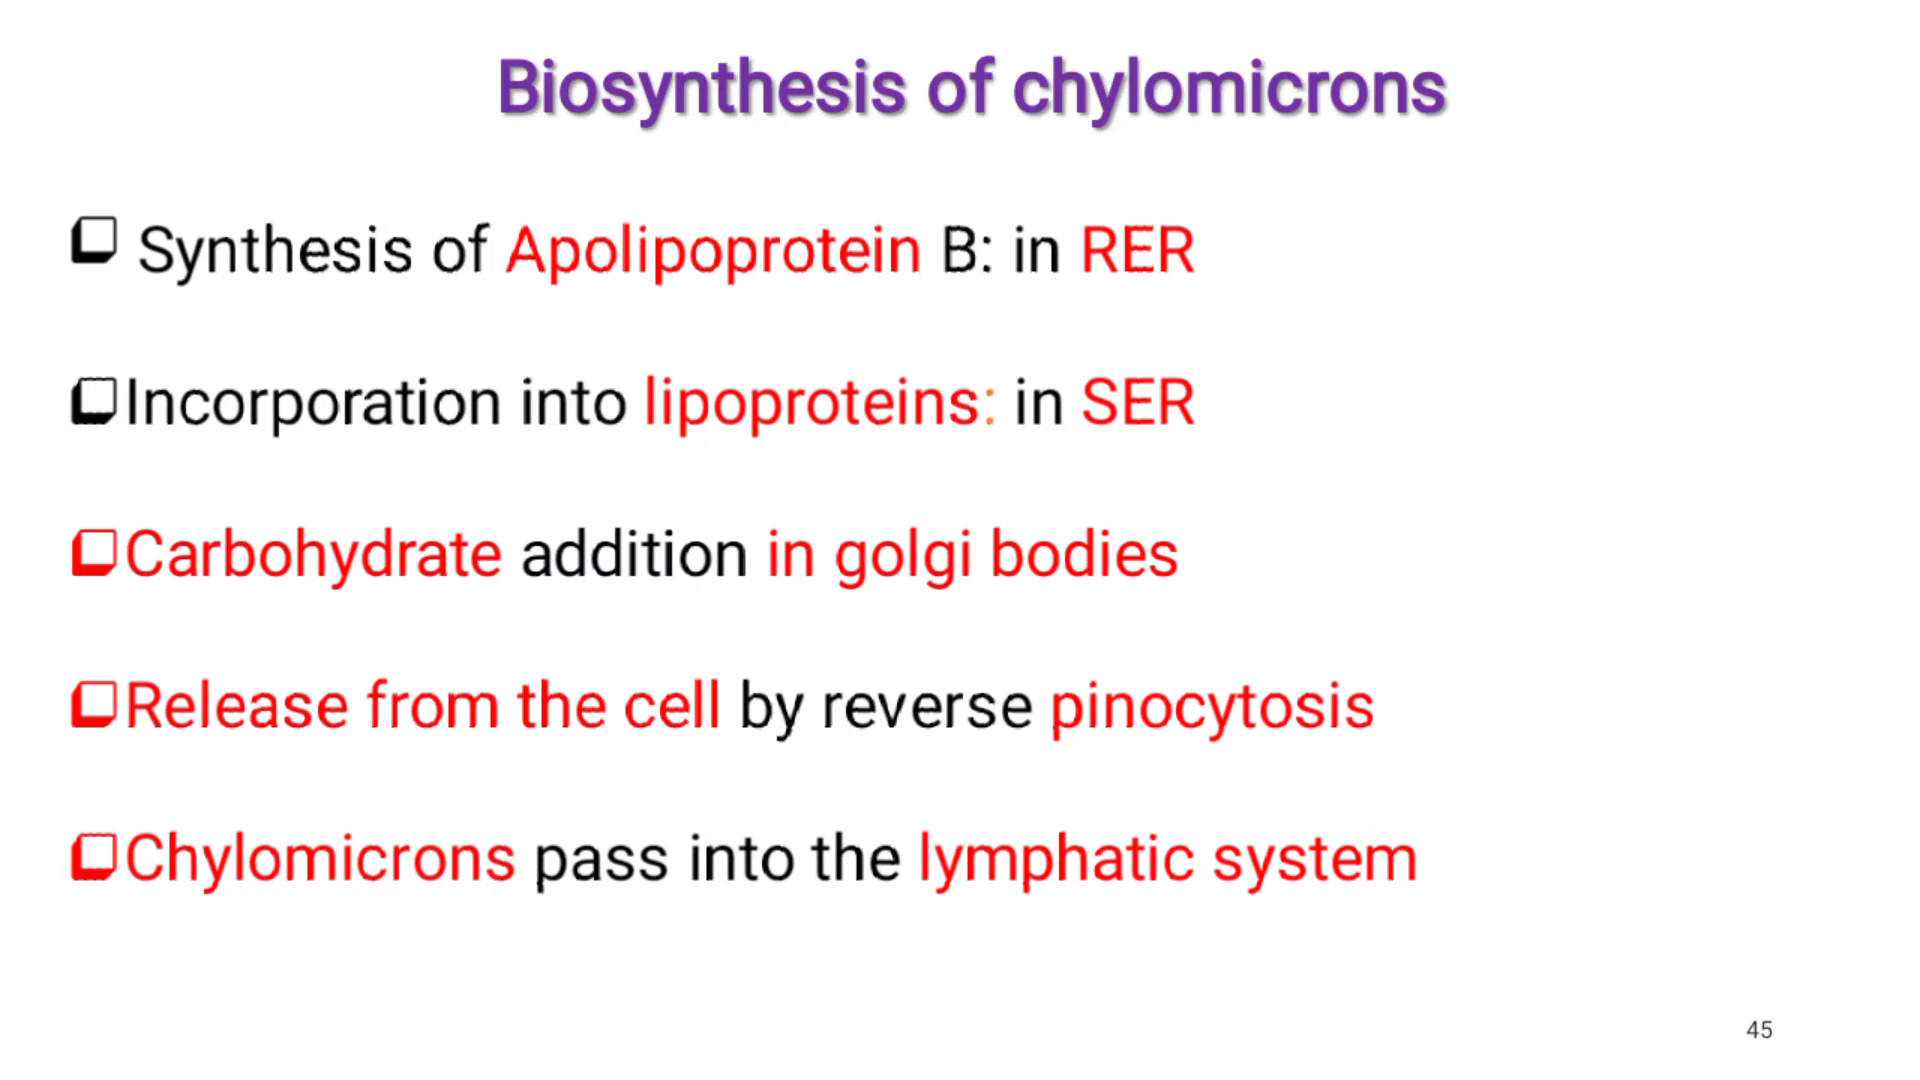 Biosynthesis of chylomicrons
Synthesis of Apolipoprotein B: in RER
Incorporation into lipoproteins: in SER
Carbohydrate addition in golgi bodies
Release from the cell by reverse pinocytosis
Chylomicrons pass into the lymphatic system
45